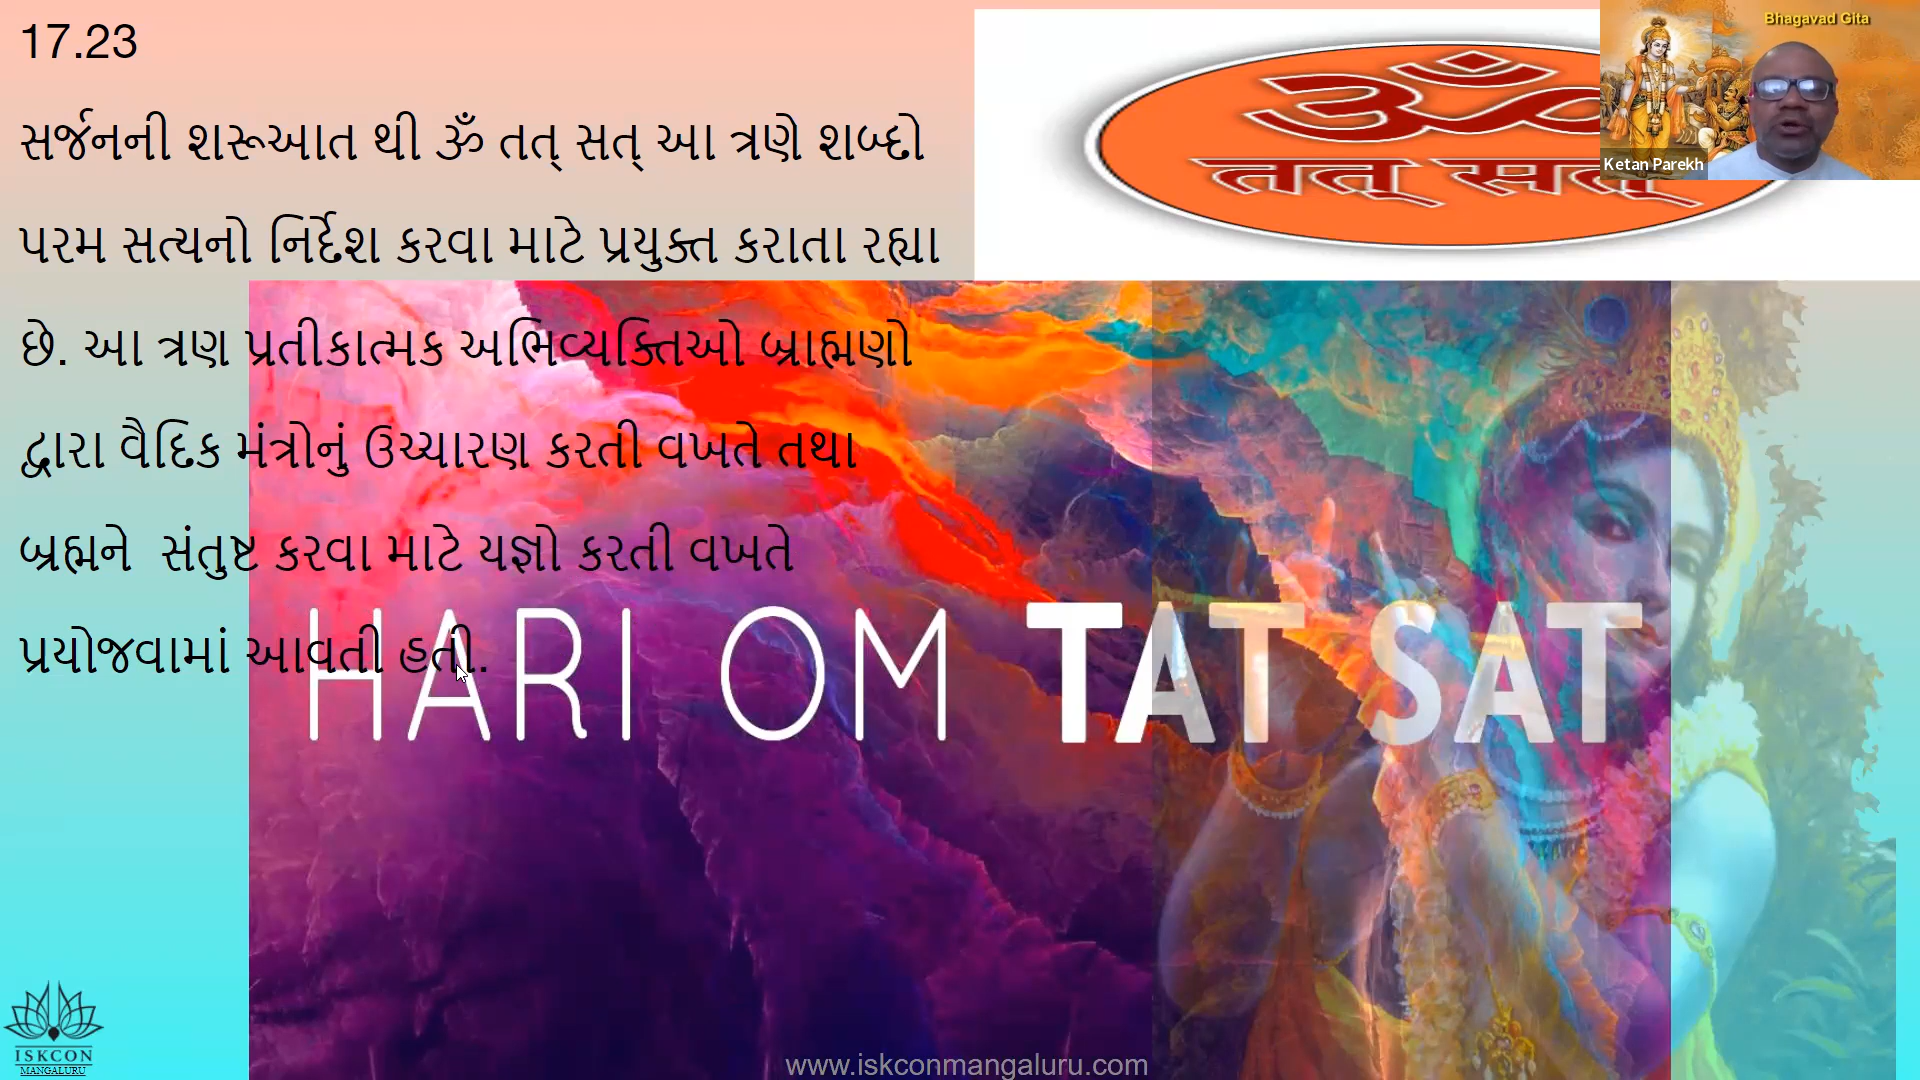 17.23
સર્જનની શરૂઆત થી ૐ તત્ સત્ આ ત્રણે શબ્દો
પરમ સત્યનો નિર્દેશ કરવા માટે પ્રયુક્ત કરાતા રહ્યા
છે. આ ત્રણ પ્રતીકાત્મક અભિવ્યક્તિઓ બ્રાહ્મણો
દ્વારા વૈદિક મંત્રોનું ઉચ્ચારણ કરતી વખતે તથા
બ્રહ્મને સંતુષ્ટ કરવા માટે યજ્ઞો કરતી વખતે
પ્રયોજવામાં આવતી હતી.
ॐ
तत् सत्
Bhagavad Gita
Ketan Parekh
HARI OM TAT SAT
ISKCON
MANGALURU
www.iskconmangaluru.com